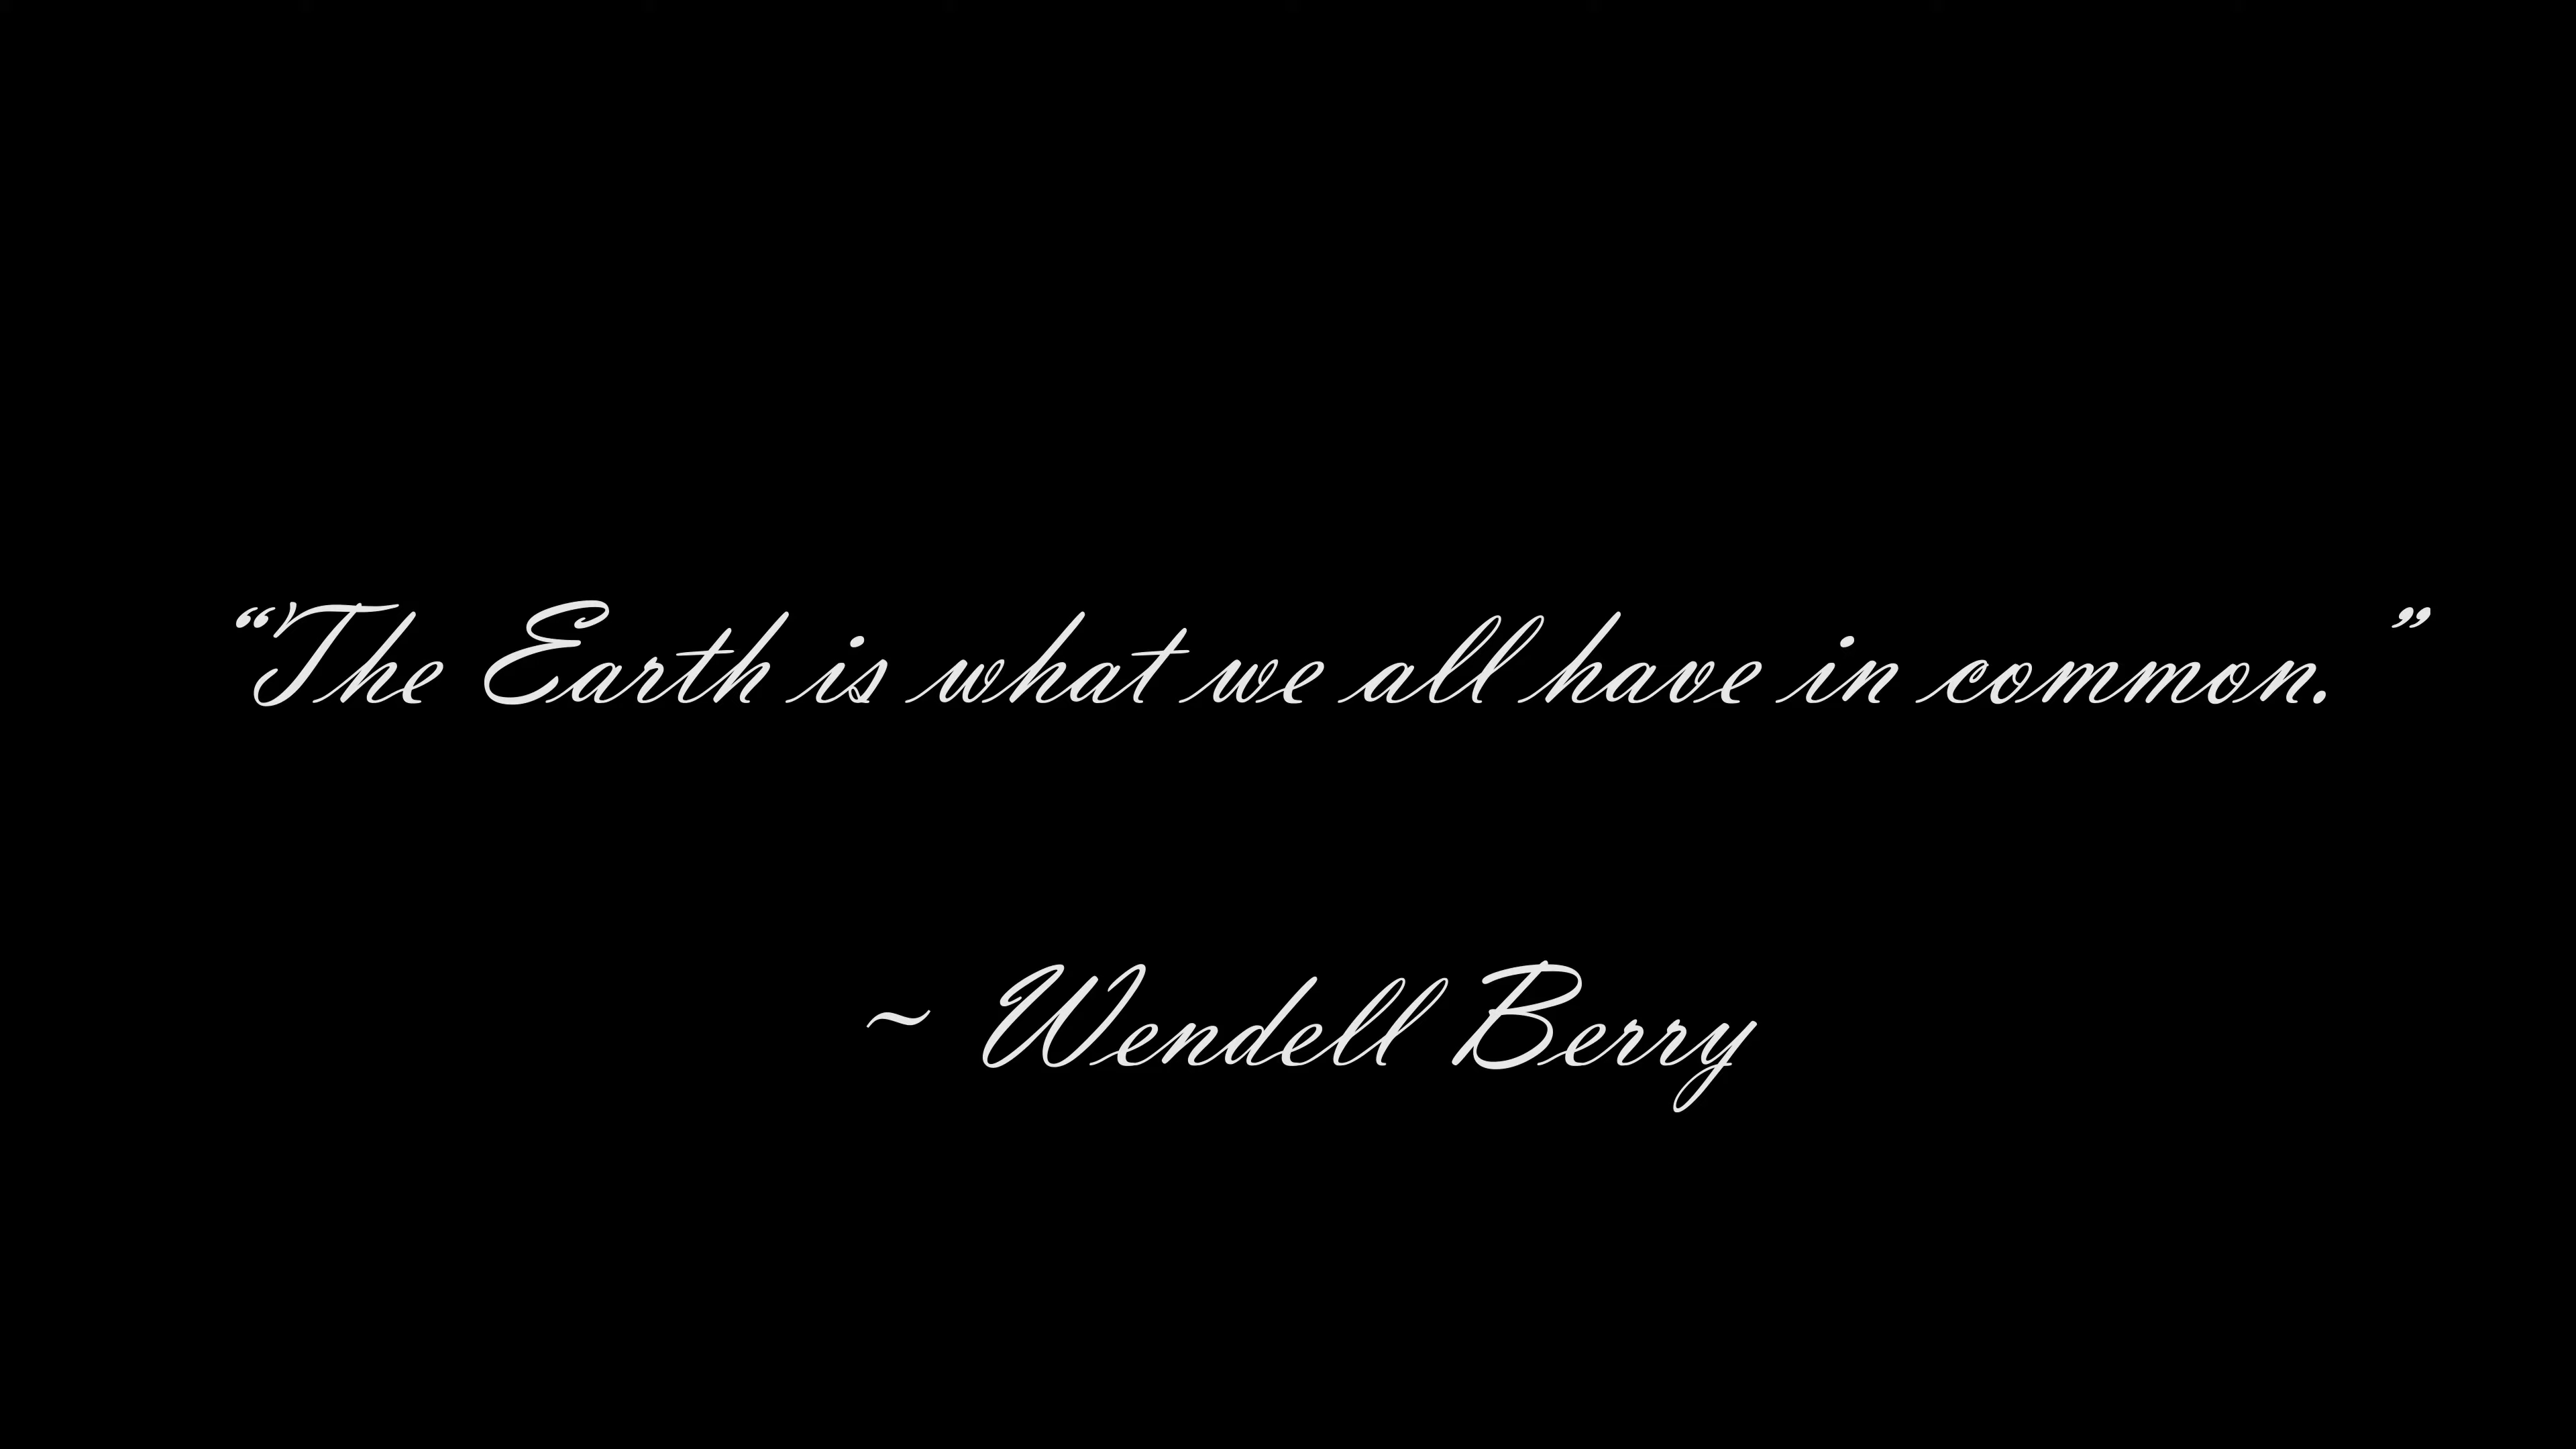 “The Earth is what we all have in common.”
~ Wendell Berry